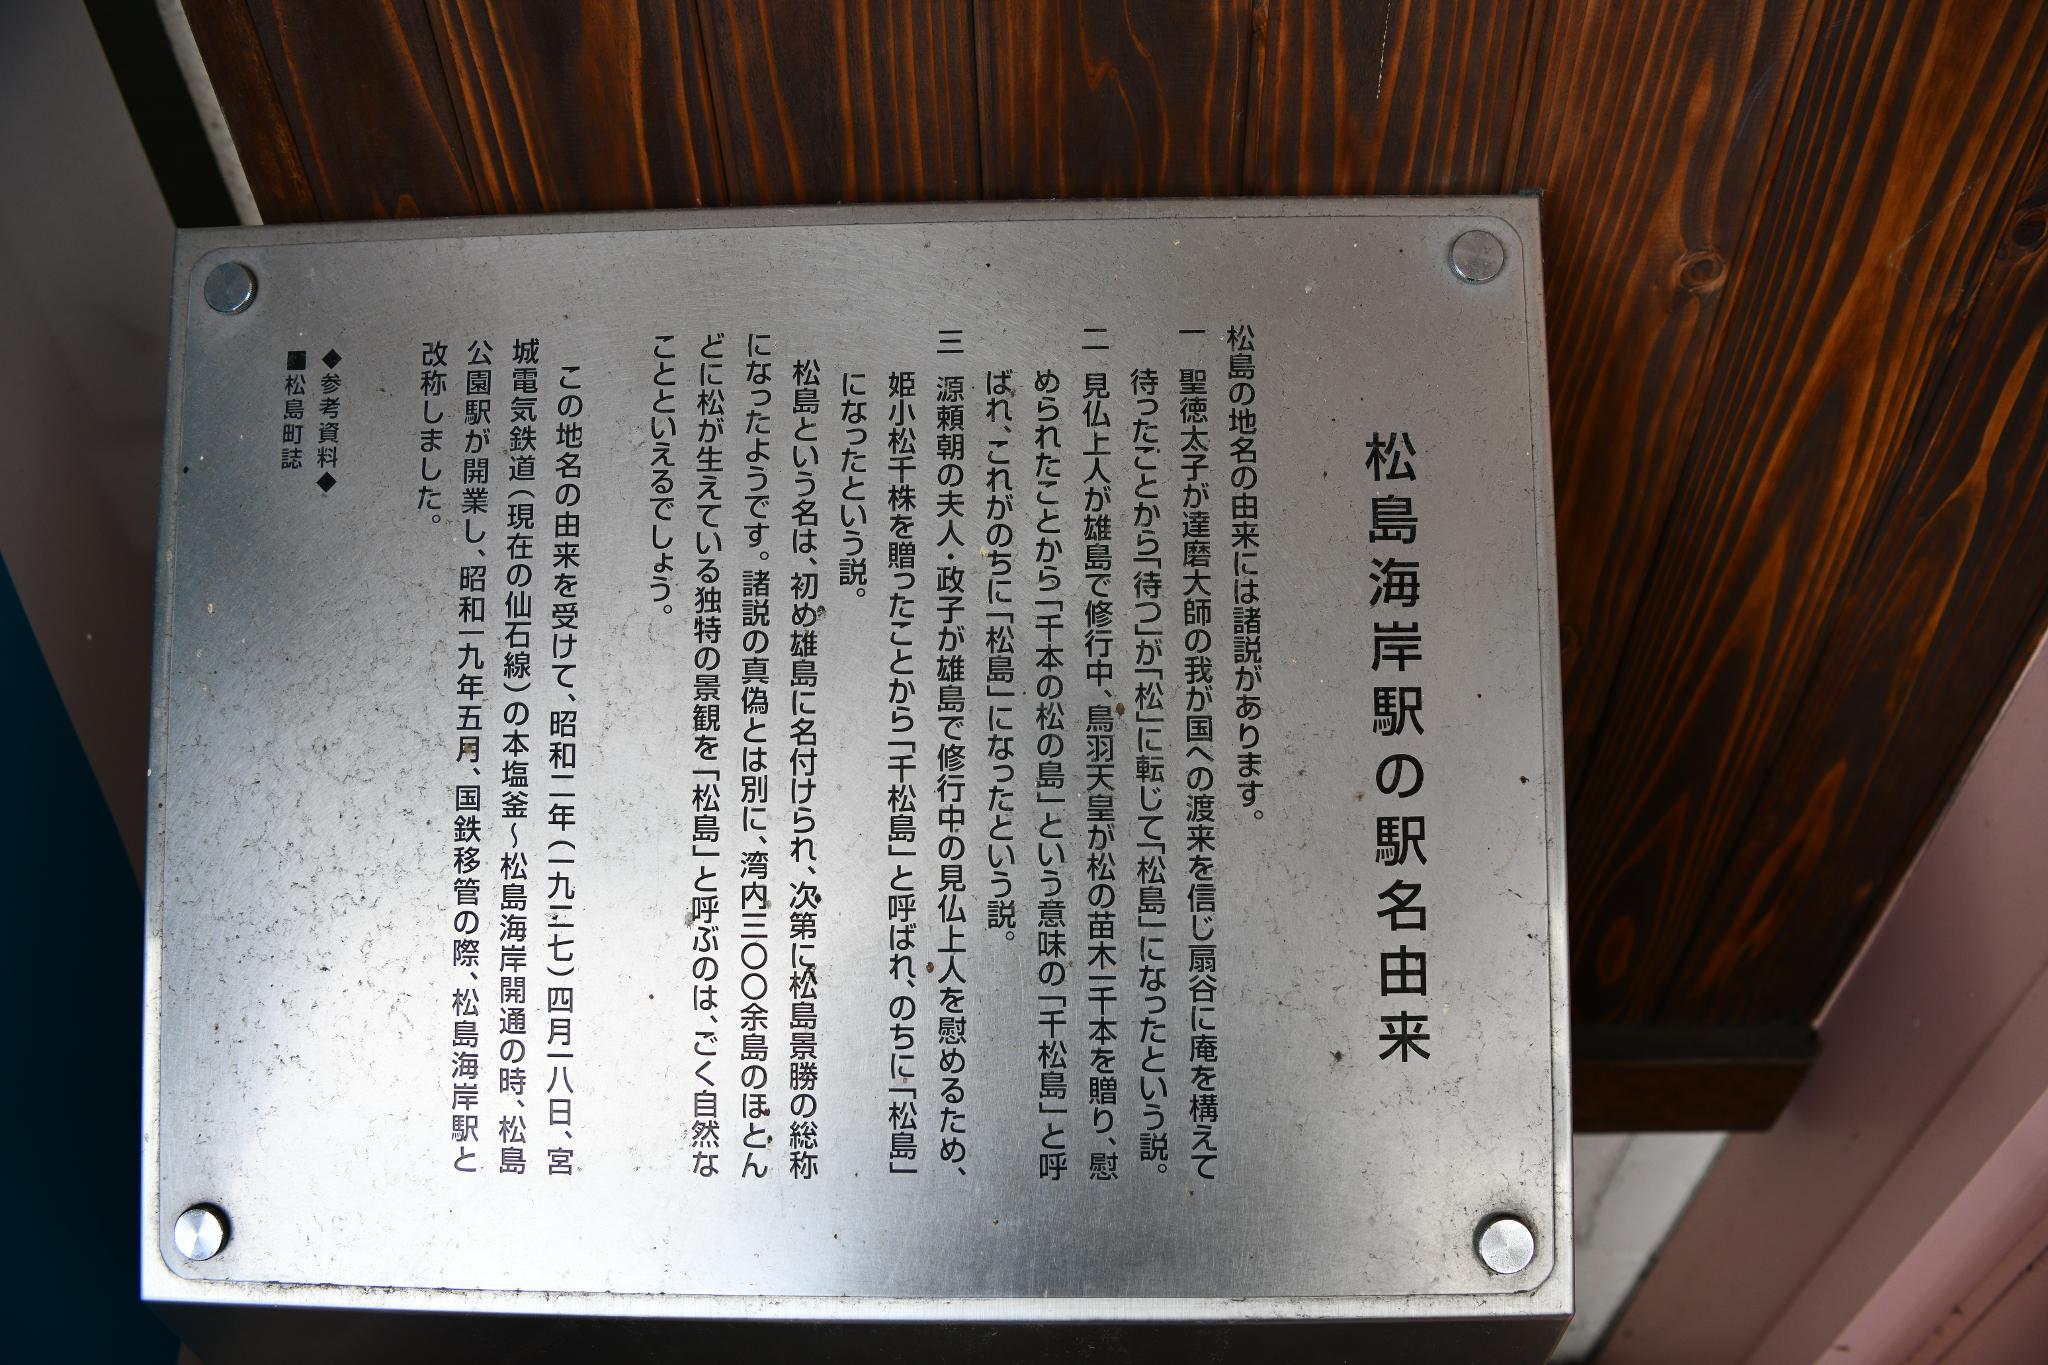 松島海岸駅の駅名由来
松島の地名の由来には諸説があります。
一 聖徳太子が達磨大師の我が国への渡来を信じ扇谷に庵を構えて
待ったことから「待つ」が「松」に転じて「松島」になったという説。
二 見仏上人が雄島で修行中、鳥羽天皇が松の苗木一千本を贈り、慰
められたことから「千本の松の島」という意味の「千松島」と呼
ばれ、これがのちに「松島」になったという説。
三 源頼朝の夫人・政子が雄島で修行中の見仏上人を慰めるため、
姫小松千株を贈ったことから「千松島」と呼ばれ、のちに「松島」
になったという説。
松島という名は、初め雄島に名付けられ、次第に松島景勝の総称
になったようです。諸説の真偽とは別に、湾内三〇〇余島のほとん
どに松が生えている独特の景観を「松島」と呼ぶのは、ごく自然な
ことといえるでしょう。
この地名の由来を受けて、昭和二年(一九二七)四月一八日、宮
城電気鉄道(現在の仙石線)の本塩釜～松島海岸開通の時、松島
公園駅が開業し、昭和一九年五月、国鉄移管の際、松島海岸駅と
改称しました。
◆参考資料◆
■松島町誌